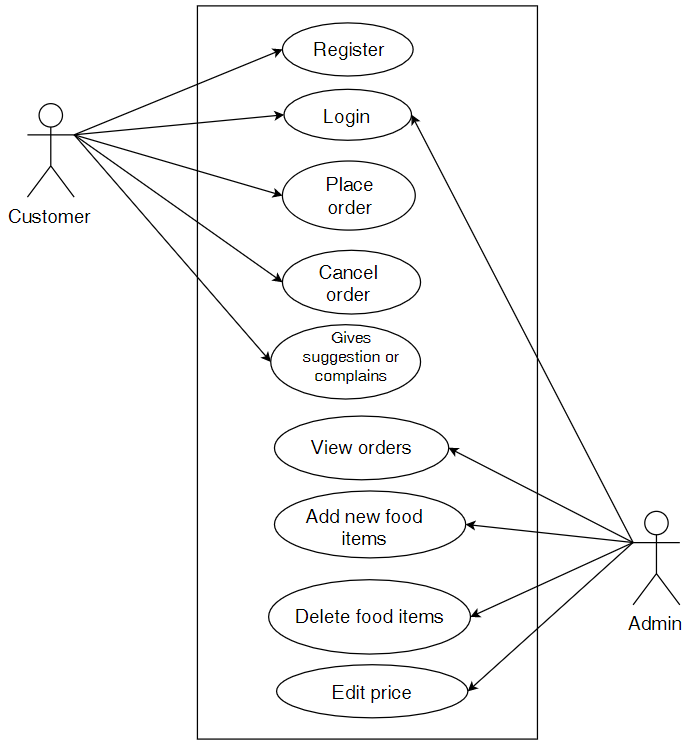 Register
Login
Customer
Place
order
Cancel
order
Gives
suggestion or
complains
View orders
Add new food
items
Delete food items
Admin
Edit price